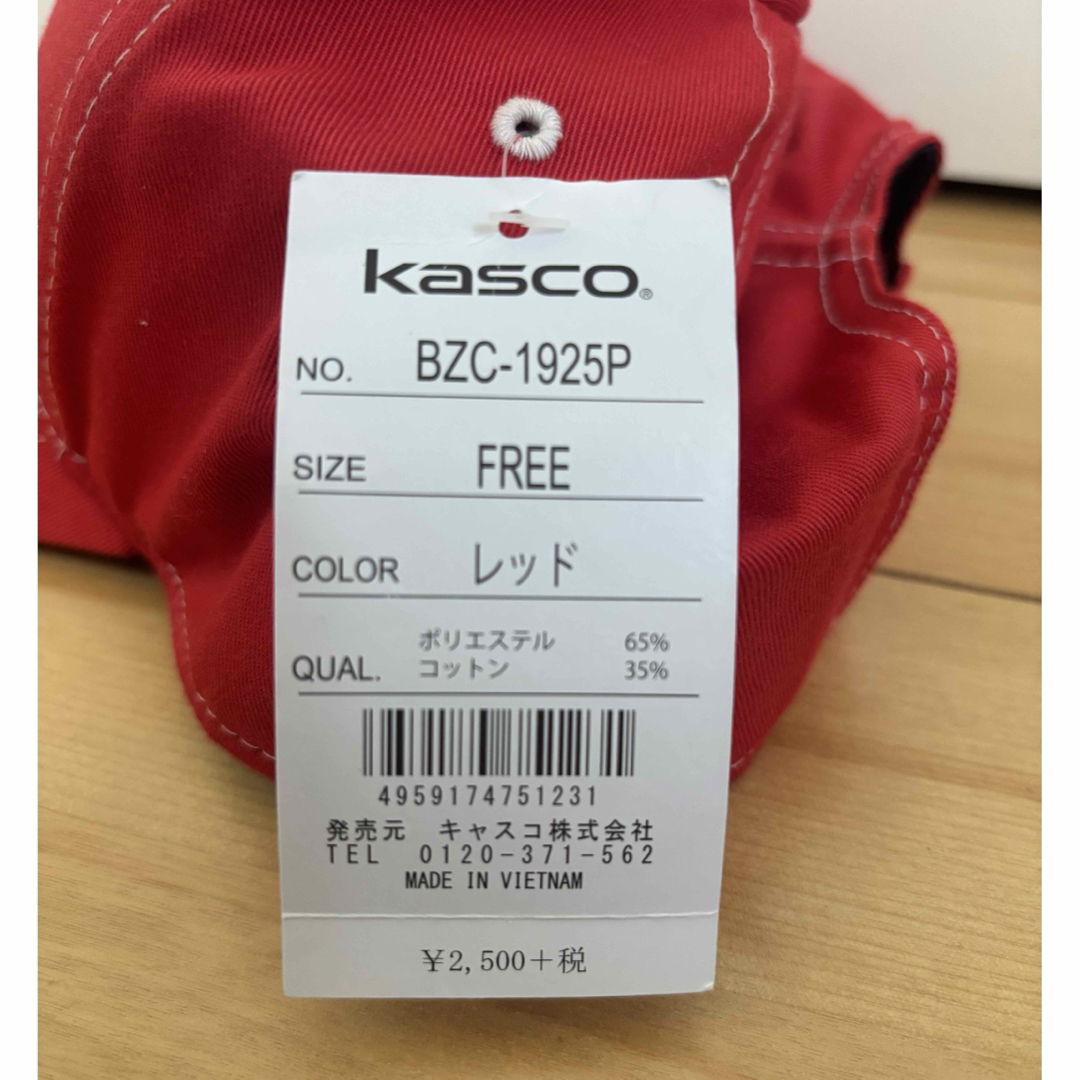 kasco®
NO. BZC-1925P
SIZE FREE
COLOR レッド
QUAL. ポリエステル 65%
コットン 35%
4959174751231
発売元 キャスコ株式会社
TEL 0120-371-562
MADE IN VIETNAM
¥2,500+税